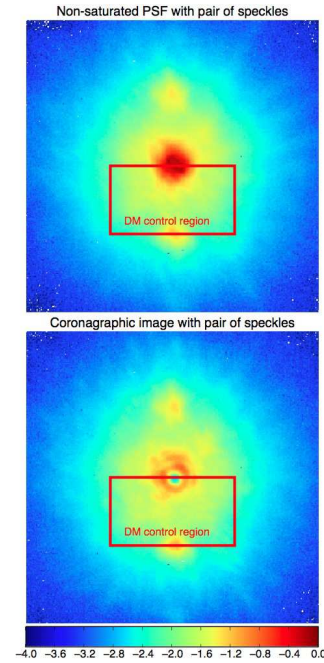 Non-saturated PSF with pair of speckles
DM control region
Coronagraphic image with pair of speckles
DM control region
−4.0 −3.6 −3.2 −2.8 −2.4 −2.0 −1.6 −1.2 −0.8 −0.4 0.0